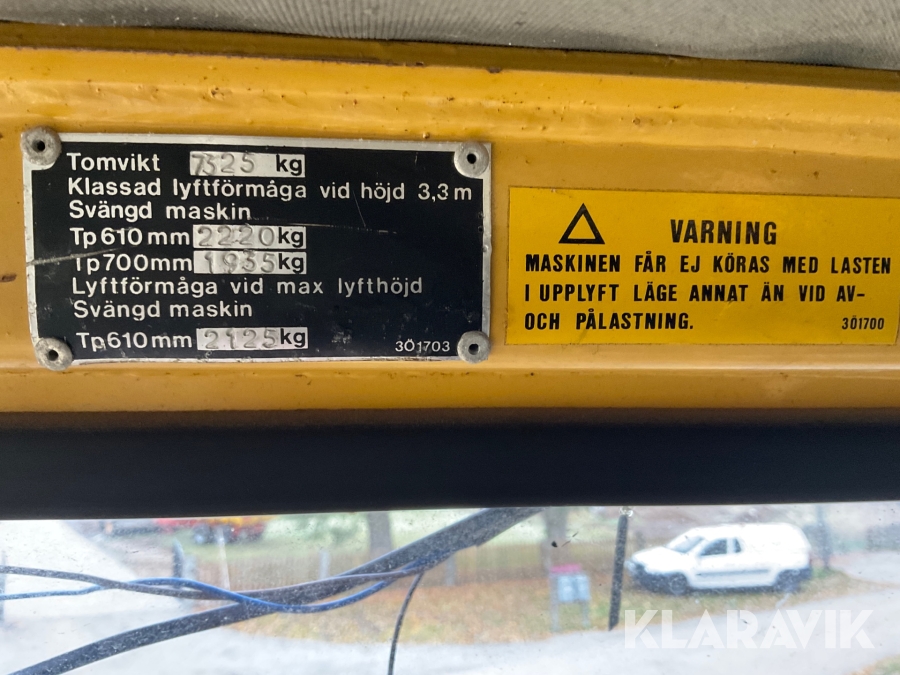 Tomvikt 7325 kg
Klassad lyftförmåga vid höjd 3,3 m
Svängd maskin
Tp 610 mm 2220 kg
Tp 700 mm 1935 kg
Lyftförmåga vid max lyfthöjd
Svängd maskin
Tp 610 mm 2125 kg
301703
VARNING
MASKINEN FÅR EJ KÖRAS MED LASTEN
I UPPLYFT LÄGE ANNAT ÄN VID AV-
OCH PÅLASTNING.
301700
KLARAVIK